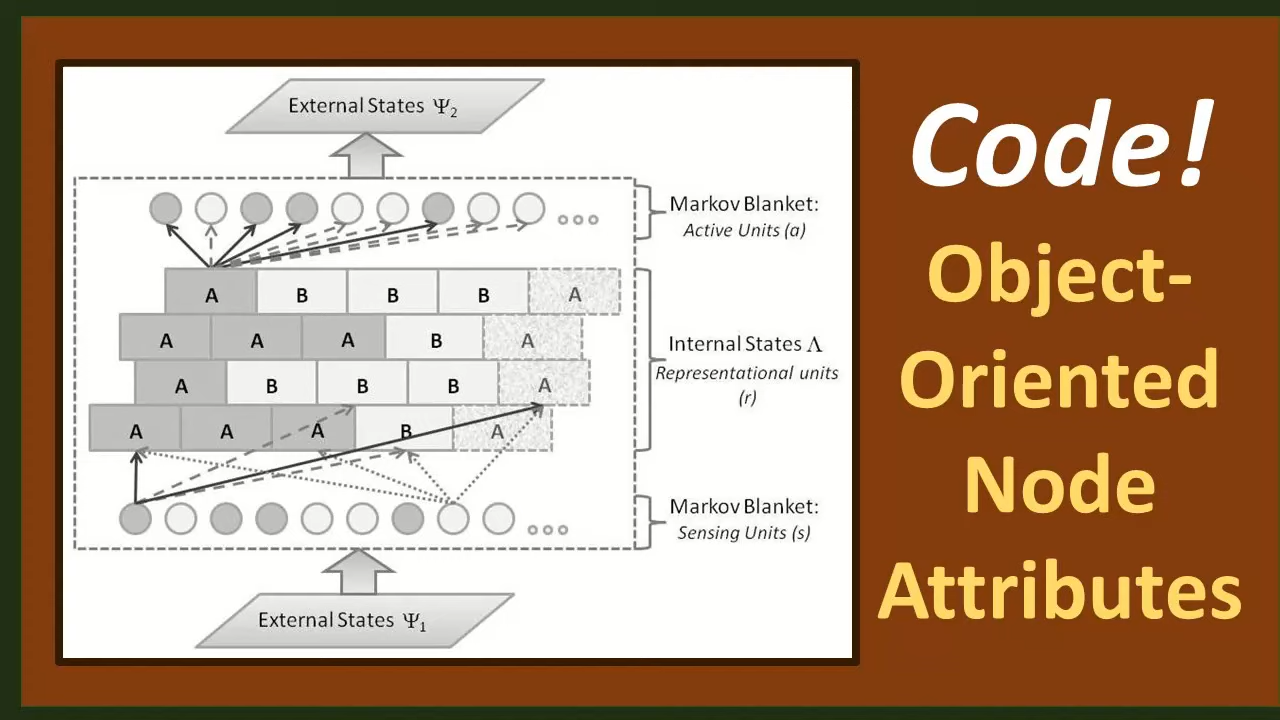 External States Ψ2
Markov Blanket:
Active Units (a)
A B B B A
A A A B A
A B B B A
A A A B A
Internal States Λ
Representational units
(r)
Markov Blanket:
Sensing Units (s)
External States Ψ1
Code!
Object-
Oriented
Node
Attributes